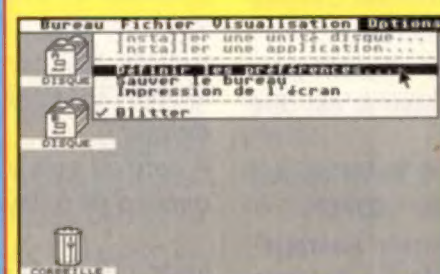 Bureau Fichier Visualisation Options
Installer une unité disque...
Installer une application...
Définir les préférences....
Sauver le bureau
Impression de l'écran
✓ Blitter
A
DISQUE
B
DISQUE
CORBEILLE